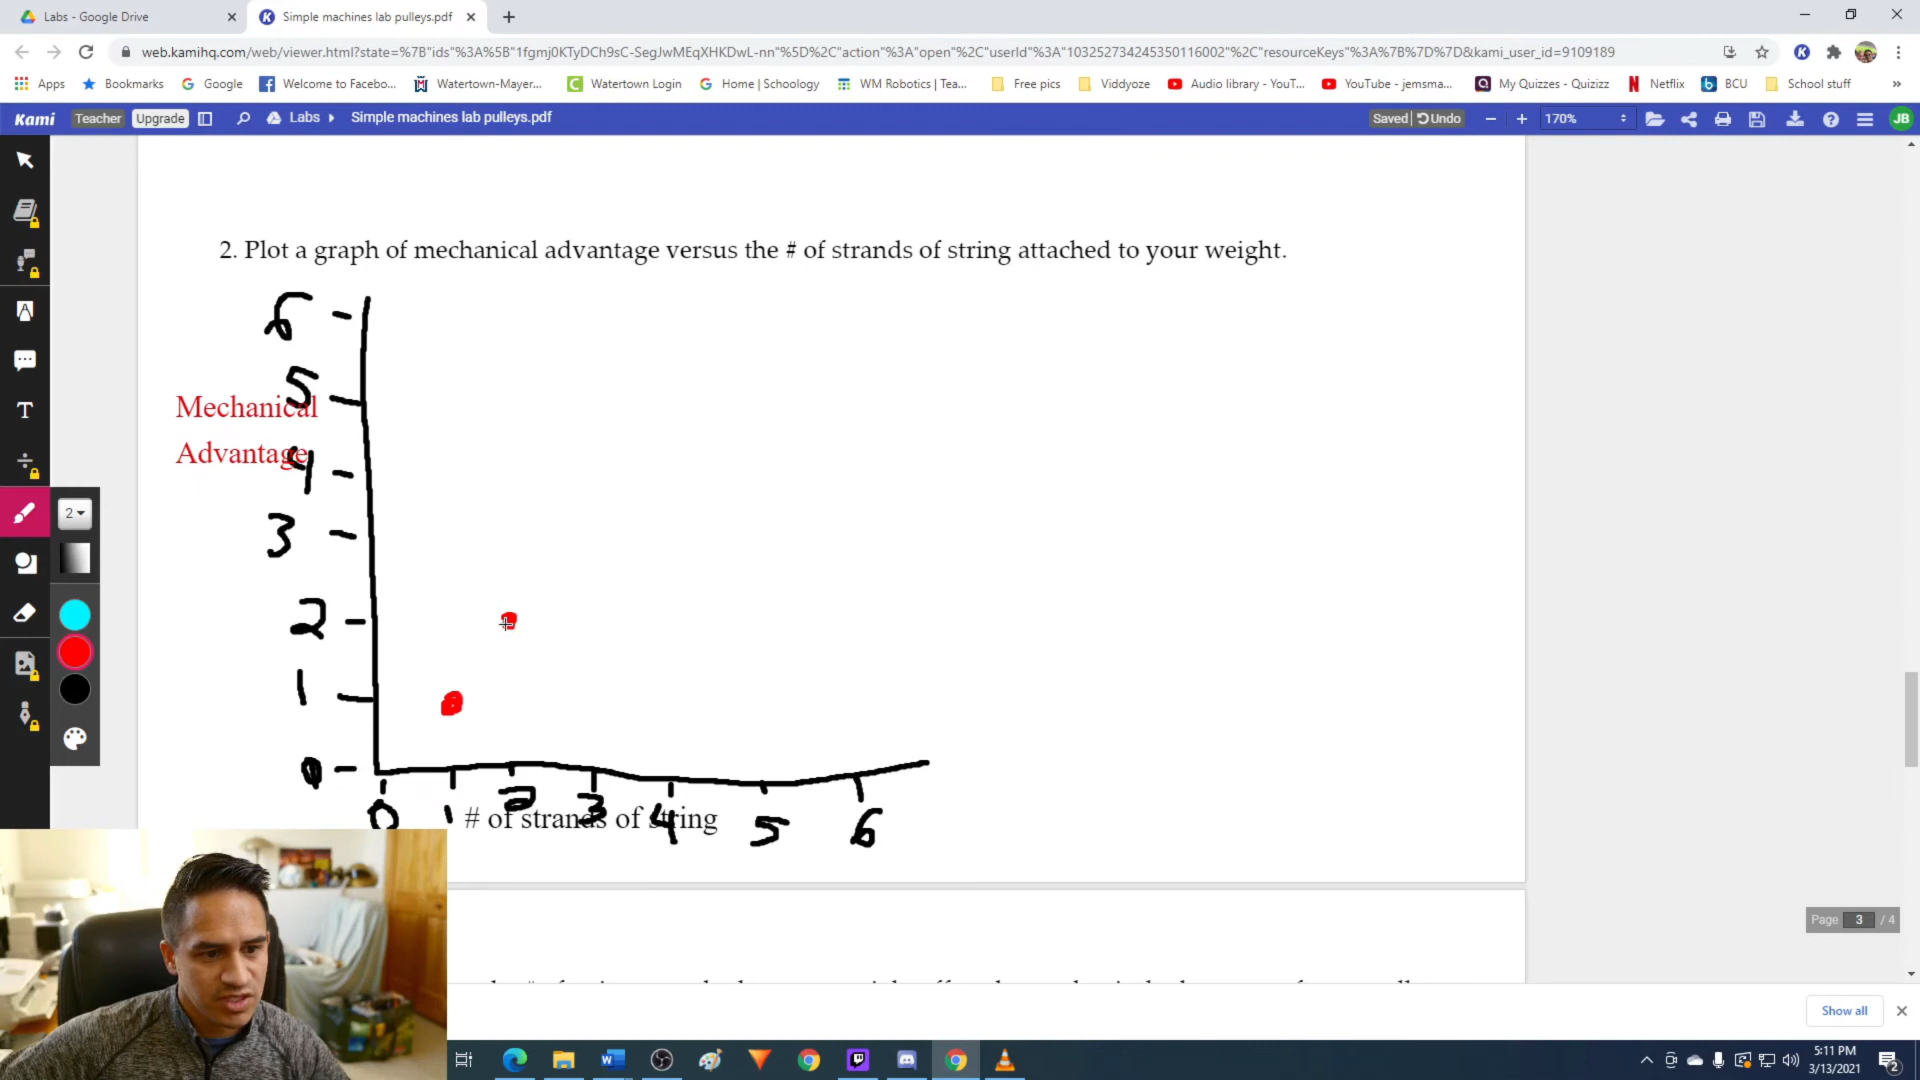 Labs - Google Drive
Simple machines lab pulleys.pdf
web.kamihq.com/web/viewer.html?state=%7B"ids"%3A%5B"1fgmj0KTyDCh9sC-SegJwMEqXHKDwL-nn"%5D%2C"action"%3A"open"%2C"userId"%3A"103252734245350116002"%2C"resourceKeys"%3A%7B%7D%7D&kami_user_id=9109189
Apps Bookmarks Google Welcome to Facebo... Watertown-Mayer... Watertown Login Home | Schoology WM Robotics | Tea... Free pics Viddyoze Audio library - YouT... YouTube - jemsma... My Quizzes - Quizizz Netflix BCU School stuff »
Kami Teacher Upgrade Labs Simple machines lab pulleys.pdf Saved Undo 170% JB
2. Plot a graph of mechanical advantage versus the # of strands of string attached to your weight.
6
5
Mechanical
Advantage
4
3
2
1
0
0 1 2 3 4 5 6
# of strands of string
Page 3 / 4
Show all
5:11 PM
3/13/2021
2